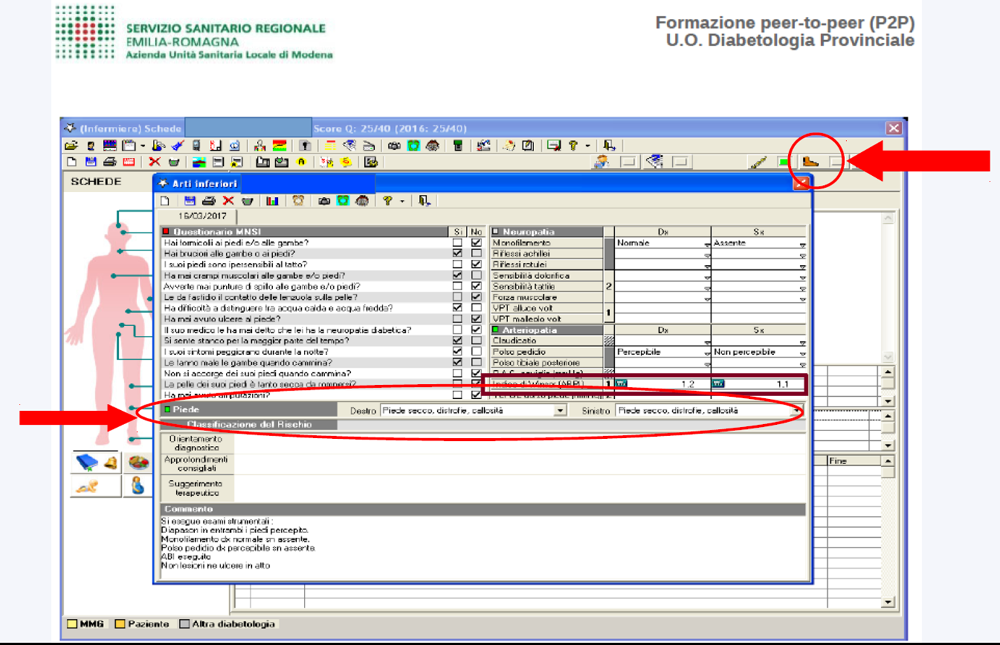 SERVIZIO SANITARIO REGIONALE
EMILIA-ROMAGNA
Azienda Unità Sanitaria Locale di Modena
Formazione peer-to-peer (P2P)
U.O. Diabetologia Provinciale
(Infermiere) Schede Score Q: 25/40 (2016: 25/40)
SCHEDE
Arti inferiori
16/03/2017
Questionario MNSI Si No
Hai formicolii ai piedi e/o alle gambe?
Hai bruciori alle gambe o ai piedi?
I suoi piedi sono ipersensibili al tatto?
Ha mai crampi muscolari alle gambe e/o piedi?
Avverte mai punture di spillo alle gambe e/o piedi?
Le da fastidio il contatto delle lenzuola sulla pelle?
Ha difficoltà a distinguere tra acqua calda e acqua fredda?
Ha mai avuto ulcere al piede?
Il suo medico le ha mai detto che lei ha la neuropatia diabetica?
Si sente stanco per la maggior parte del tempo?
I suoi sintomi peggiorano durante la notte?
Le fanno male le gambe quando cammina?
Non si accorge dei suoi piedi quando cammina?
La pelle dei suoi piedi è tanto secca da rompersi?
Ha mai avuto amputazioni?
Neuropatia Dx Sx
Monofilamento Normale Assente
Riflessi achillei
Riflessi rotulei
Sensibilità dolorifica
Sensibilità tattile 2
Forza muscolare
VPT alluce volt 1
VPT malleolo volt
Arteriopatia Dx Sx
Claudicatio
Polso pedidio Percepibile Non percepibile
Polso tibiale posteriore
Indice di Winsor (ABPI) 1 1.2 1.1
Piede Destro Piede secco, distrofie, callosità Sinistro Piede secco, distrofie, callosità
Classificazione del Rischio
Orientamento
diagnostico
Approfondimenti
consigliati
Suggerimento
terapeutico
Commento
Si esegue esami strumentali :
Diapason in entrambi i piedi percepito.
Monofilamento dx normale sn assente.
Polso pedidio dx percepibile sn assente.
ABI eseguito
Non lesioni ne ulcere in atto
Fine
MMG Paziente Altra diabetologia